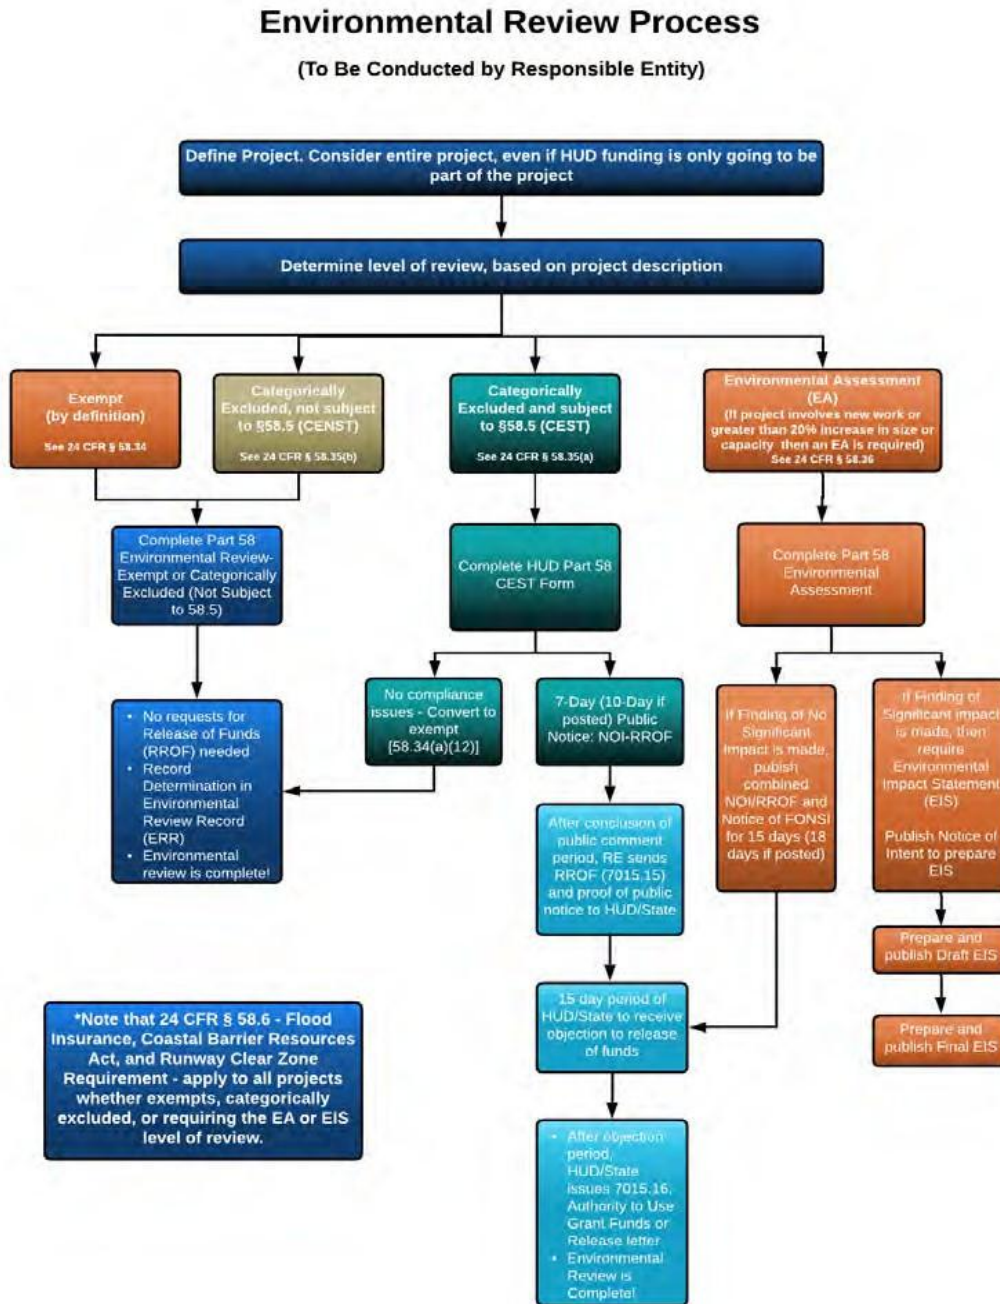 Environmental Review Process
(To Be Conducted by Responsible Entity)
Define Project. Consider entire project, even if HUD funding is only going to be
part of the project
Determine level of review, based on project description
Exempt
(by definition)
See 24 CFR § 58.34
Categorically
Excluded, not subject
to §58.5 (CENST)
See 24 CFR § 58.35(b)
Categorically
Excluded and subject
to §58.5 (CEST)
See 24 CFR § 58.35(a)
Environmental Assessment
(EA)
(If project involves new work or
greater than 20% increase in size or
capacity then an EA is required)
See 24 CFR § 58.36
Complete Part 58
Environmental Review-
Exempt or Categorically
Excluded (Not Subject
to 58.5)
Complete HUD Part 58
CEST Form
Complete Part 58
Environmental
Assessment
• No requests for
Release of Funds
(RROF) needed
• Record
Determination in
Environmental
Review Record
(ERR)
• Environmental
review is complete!
No compliance
issues - Convert to
exempt
[58.34(a)(12)]
7-Day (10-Day if
posted) Public
Notice: NOI-RROF
If Finding of No
Significant
Impact is made,
publish
combined
NOI/RROF and
Notice of FONSI
for 15 days (18
days if posted)
If Finding of
Significant impact
is made, then
require
Environmental
Impact Statement
(EIS)
Publish Notice of
Intent to prepare
EIS
After conclusion of
public comment
period, RE sends
RROF (7015.15)
and proof of public
notice to HUD/State
Prepare and
publish Draft EIS
15 day period of
HUD/State to receive
objection to release
of funds
Prepare and
publish Final EIS
*Note that 24 CFR § 58.6 - Flood
Insurance, Coastal Barrier Resources
Act, and Runway Clear Zone
Requirement - apply to all projects
whether exempts, categorically
excluded, or requiring the EA or EIS
level of review.
• After objection
period,
HUD/State
issues 7015.16,
Authority to Use
Grant Funds or
Release letter
• Environmental
Review is
Complete!